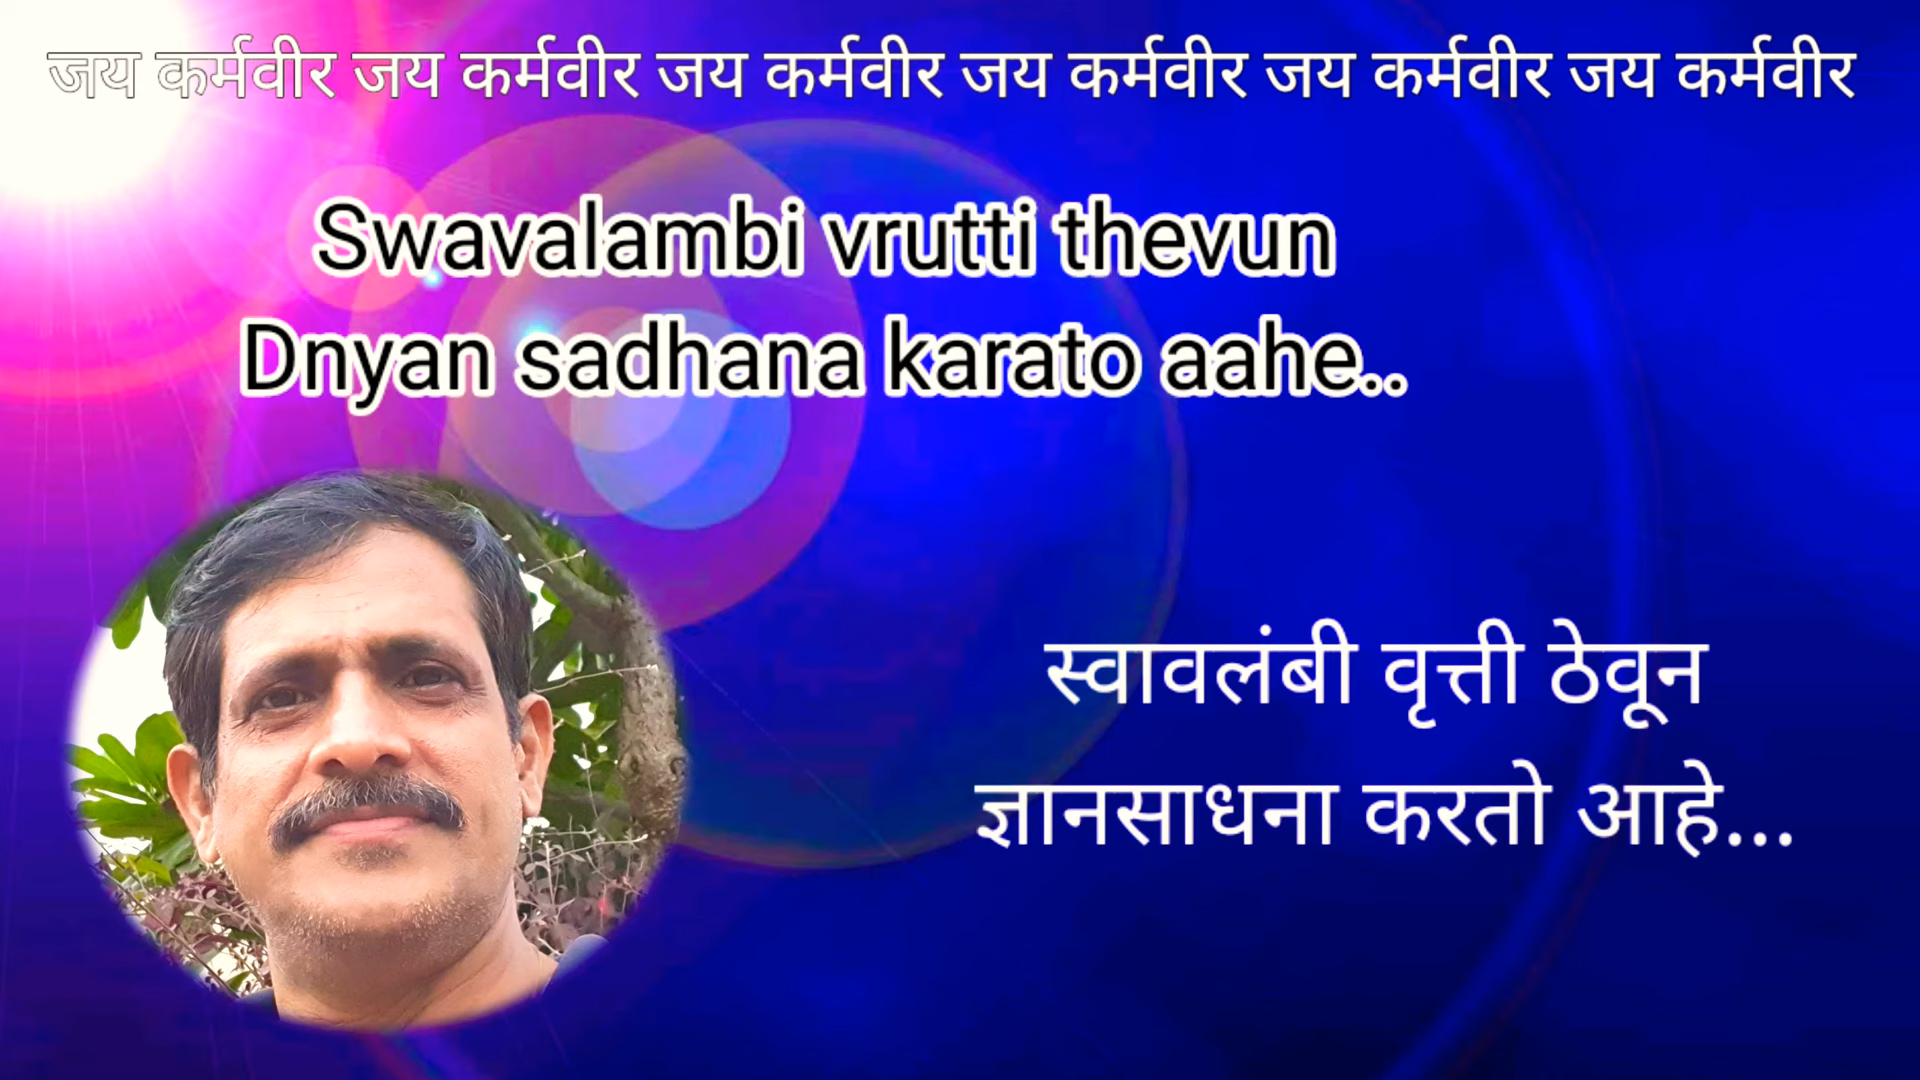 जय कर्मवीर जय कर्मवीर जय कर्मवीर जय कर्मवीर जय कर्मवीर जय कर्मवीर
Swavalambi vrutti thevun
Dnyan sadhana karato aahe..
स्वावलंबी वृत्ती ठेवून
ज्ञानसाधना करतो आहे...